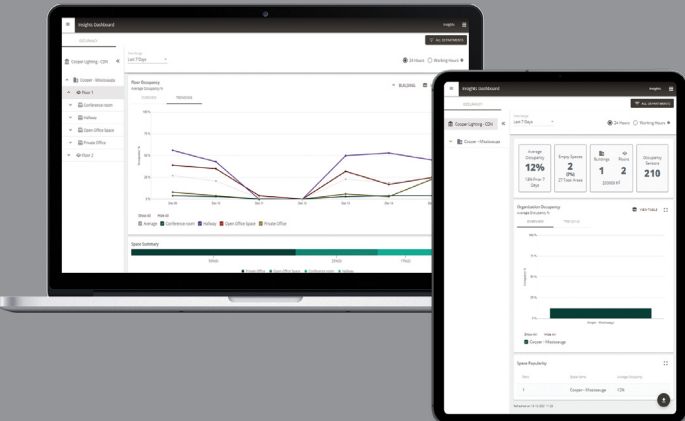 Insights Dashboard
Insights
OCCUPANCY
ALL DEPARTMENTS
Cooper Lighting - CDN
Last 7 Days
24 Hours
Working Hours
Cooper - Mississauga
Floor 1
Conference room
Hallway
Open Office Space
Private Office
Floor 2
Floor Occupancy
Average Occupancy %
BUILDING
OVERVIEW
TRENDING
100%
75%
50%
25%
0%
Show All
Hide All
Average
Conference room
Hallway
Open Office Space
Private Office
Space Summary
Private Office
Open Office Space
Conference room
Hallway
Insights Dashboard
Insights
OCCUPANCY
ALL DEPARTMENTS
Cooper Lighting - CDN
Last 7 Days
24 Hours
Working Hours
Cooper - Mississauga
Average
Occupancy
12%
Empty Spaces
2
27 Total Areas
Buildings
1
Floors
2
Occupancy
Sensors
210
Organization Occupancy
Average Occupancy %
VIEW TABLE
OVERVIEW
TRENDING
100%
75%
50%
25%
0%
Cooper - Mississauga
Show All
Hide All
Cooper - Mississauga
Space Popularity
Rank
Space Name
Average Occupancy
1
Cooper - Mississauga
12%